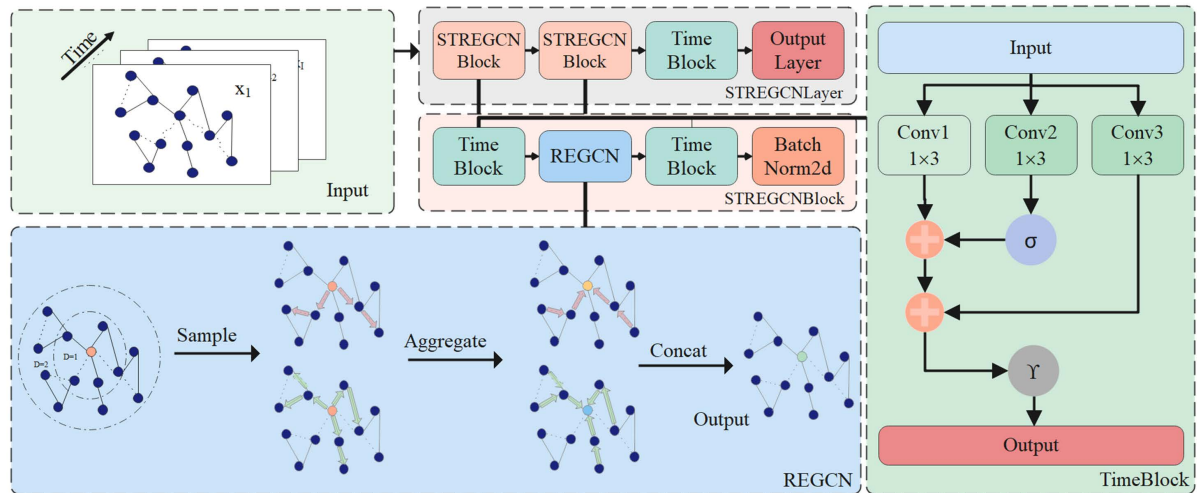 Time
x1
2
I
Input
STREGCN
Block
STREGCN
Block
Time
Block
Output
Layer
STREGCNLayer
Time
Block
REGCN
Time
Block
Batch
Norm2d
STREGCNBlock
D=2
D=1
Sample
Aggregate
Concat
Output
REGCN
Input
Conv1
1×3
Conv2
1×3
Conv3
1×3
σ
ϒ
Output
TimeBlock